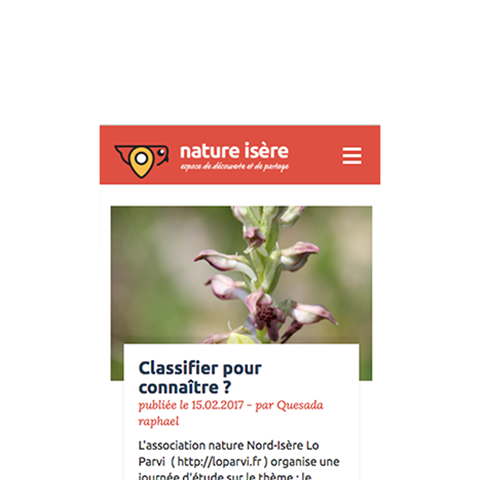 nature isère
espace de découverte et de partage
Classifier pour
connaître ?
publiée le 15.02.2017 - par Quesada
raphael
L'association nature Nord-Isère Lo
Parvi ( http://loparvi.fr ) organise une
journée d'étude sur le thème : le